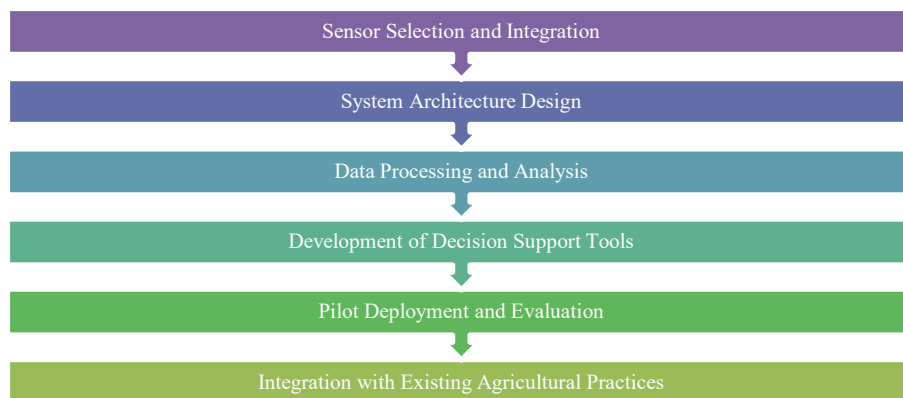 Sensor Selection and Integration
System Architecture Design
Data Processing and Analysis
Development of Decision Support Tools
Pilot Deployment and Evaluation
Integration with Existing Agricultural Practices